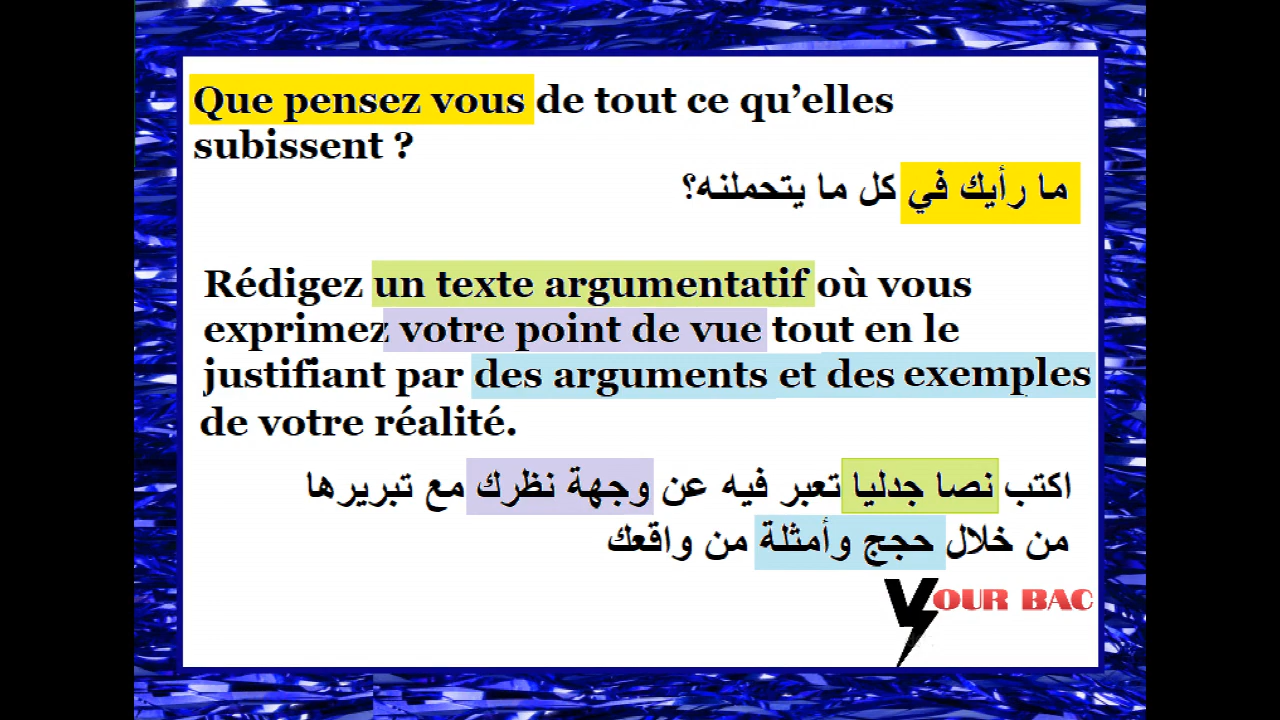 Que pensez vous de tout ce qu’elles
subissent ?
ما رأيك في كل ما يتحملنه؟
Rédigez un texte argumentatif où vous
exprimez votre point de vue tout en le
justifiant par des arguments et des exemples
de votre réalité.
اكتب نصا جدليا تعبر فيه عن وجهة نظرك مع تبريرها
من خلال حجج وأمثلة من واقعك
YOUR BAC